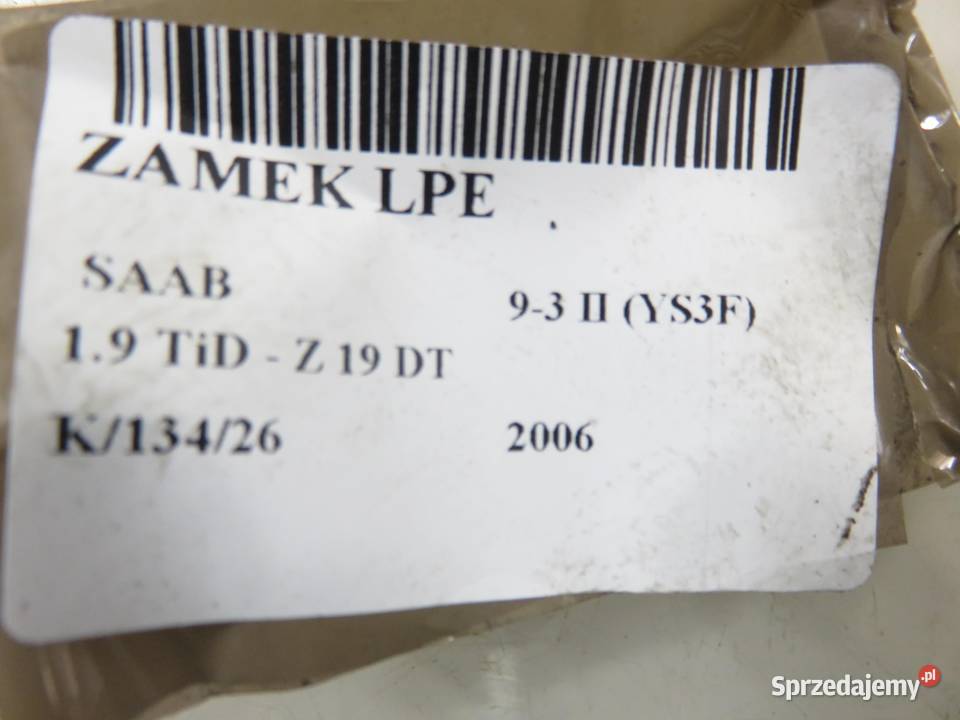 ZAMEK LPE
SAAB 9-3 II (YS3F)
1.9 TiD - Z 19 DT
K/134/26 2006
Sprzedajemy.pl